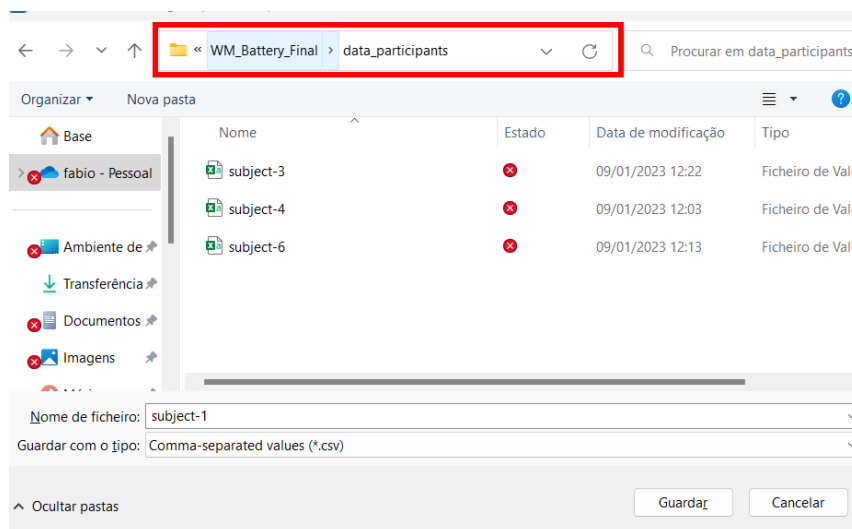 « WM_Battery_Final > data_participants
Procurar em data_participants
Organizar Nova pasta
Base
fabio - Pessoal
Ambiente de
Transferência
Documentos
Imagens
Nome Estado Data de modificação Tipo
subject-3 09/01/2023 12:22 Ficheiro de Val
subject-4 09/01/2023 12:03 Ficheiro de Val
subject-6 09/01/2023 12:13 Ficheiro de Val
Nome de ficheiro: subject-1
Guardar com o tipo: Comma-separated values (*.csv)
Ocultar pastas
Guardar Cancelar